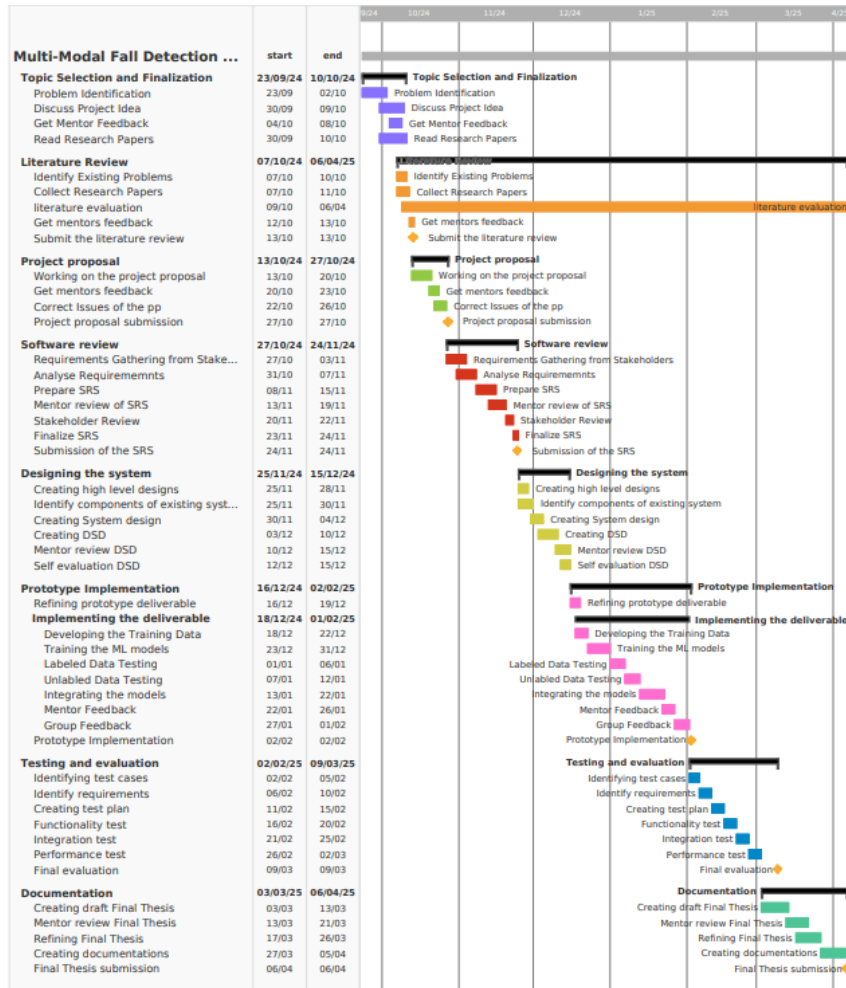 9/24 10/24 11/24 12/24 1/25 2/25 3/25 4/25
Multi-Modal Fall Detection ... start end
Topic Selection and Finalization 23/09/24 10/10/24 Topic Selection and Finalization
Problem Identification 23/09 02/10 Problem Identification
Discuss Project Idea 30/09 09/10 Discuss Project Idea
Get Mentor Feedback 04/10 08/10 Get Mentor Feedback
Read Research Papers 30/09 10/10 Read Research Papers
Literature Review 07/10/24 06/04/25 Literature Review
Identify Existing Problems 07/10 10/10 Identify Existing Problems
Collect Research Papers 07/10 11/10 Collect Research Papers
literature evaluation 09/10 06/04 literature evaluation
Get mentors feedback 12/10 13/10 Get mentors feedback
Submit the literature review 13/10 13/10 Submit the literature review
Project proposal 13/10/24 27/10/24 Project proposal
Working on the project proposal 13/10 20/10 Working on the project proposal
Get mentors feedback 20/10 23/10 Get mentors feedback
Correct Issues of the pp 22/10 26/10 Correct Issues of the pp
Project proposal submission 27/10 27/10 Project proposal submission
Software review 27/10/24 24/11/24 Software review
Requirements Gathering from Stake... 27/10 03/11 Requirements Gathering from Stakeholders
Analyse Requirememnts 31/10 07/11 Analyse Requirememnts
Prepare SRS 08/11 15/11 Prepare SRS
Mentor review of SRS 13/11 19/11 Mentor review of SRS
Stakeholder Review 20/11 22/11 Stakeholder Review
Finalize SRS 23/11 24/11 Finalize SRS
Submission of the SRS 24/11 24/11 Submission of the SRS
Designing the system 25/11/24 15/12/24 Designing the system
Creating high level designs 25/11 28/11 Creating high level designs
Identify components of existing syst... 25/11 30/11 Identify components of existing system
Creating System design 30/11 04/12 Creating System design
Creating DSD 03/12 10/12 Creating DSD
Mentor review DSD 10/12 15/12 Mentor review DSD
Self evaluation DSD 12/12 15/12 Self evaluation DSD
Prototype Implementation 16/12/24 02/02/25 Prototype Implementation
Refining prototype deliverable 16/12 19/12 Refining prototype deliverable
Implementing the deliverable 18/12/24 01/02/25 Implementing the deliverable
Developing the Training Data 18/12 22/12 Developing the Training Data
Training the ML models 23/12 31/12 Training the ML models
Labeled Data Testing 01/01 06/01 Labeled Data Testing
Unlabled Data Testing 07/01 12/01 Unlabled Data Testing
Integrating the models 13/01 22/01 Integrating the models
Mentor Feedback 22/01 26/01 Mentor Feedback
Group Feedback 27/01 01/02 Group Feedback
Prototype Implementation 02/02 02/02 Prototype Implementation
Testing and evaluation 02/02/25 09/03/25 Testing and evaluation
Identifying test cases 02/02 05/02 Identifying test cases
Identify requirements 06/02 10/02 Identify requirements
Creating test plan 11/02 15/02 Creating test plan
Functionality test 16/02 20/02 Functionality test
Integration test 21/02 25/02 Integration test
Performance test 26/02 02/03 Performance test
Final evaluation 09/03 09/03 Final evaluation
Documentation 03/03/25 06/04/25 Documentation
Creating draft Final Thesis 03/03 13/03 Creating draft Final Thesis
Mentor review Final Thesis 13/03 21/03 Mentor review Final Thesis
Refining Final Thesis 17/03 26/03 Refining Final Thesis
Creating documentations 27/03 05/04 Creating documentations
Final Thesis submission 06/04 06/04 Final Thesis submission